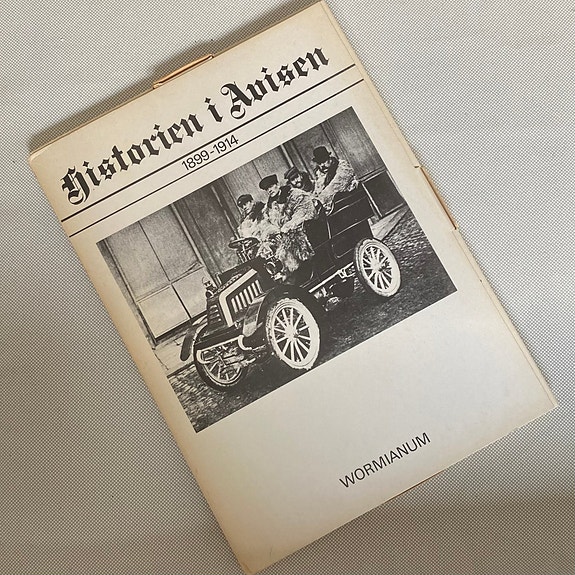 Historien i Avisen
1899-1914
WORMIANUM